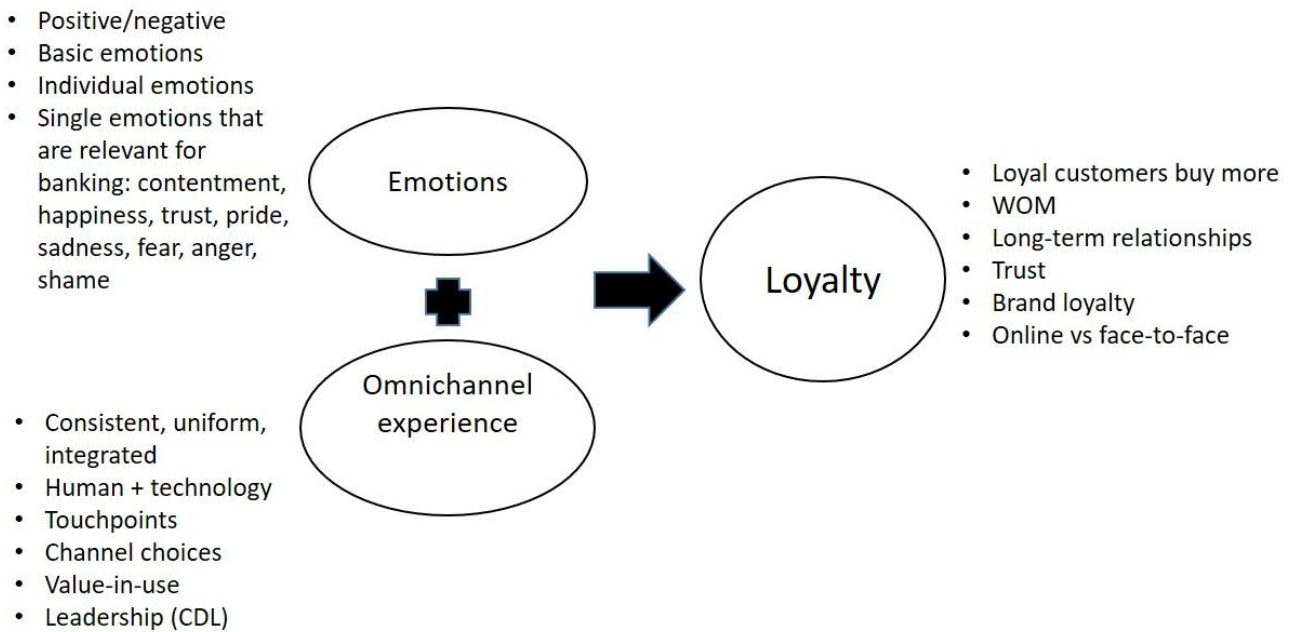 • Positive/negative
• Basic emotions
• Individual emotions
• Single emotions that
are relevant for
banking: contentment,
happiness, trust, pride,
sadness, fear, anger,
shame
Emotions
Omnichannel
experience
• Consistent, uniform,
integrated
• Human + technology
• Touchpoints
• Channel choices
• Value-in-use
• Leadership (CDL)
Loyalty
• Loyal customers buy more
• WOM
• Long-term relationships
• Trust
• Brand loyalty
• Online vs face-to-face